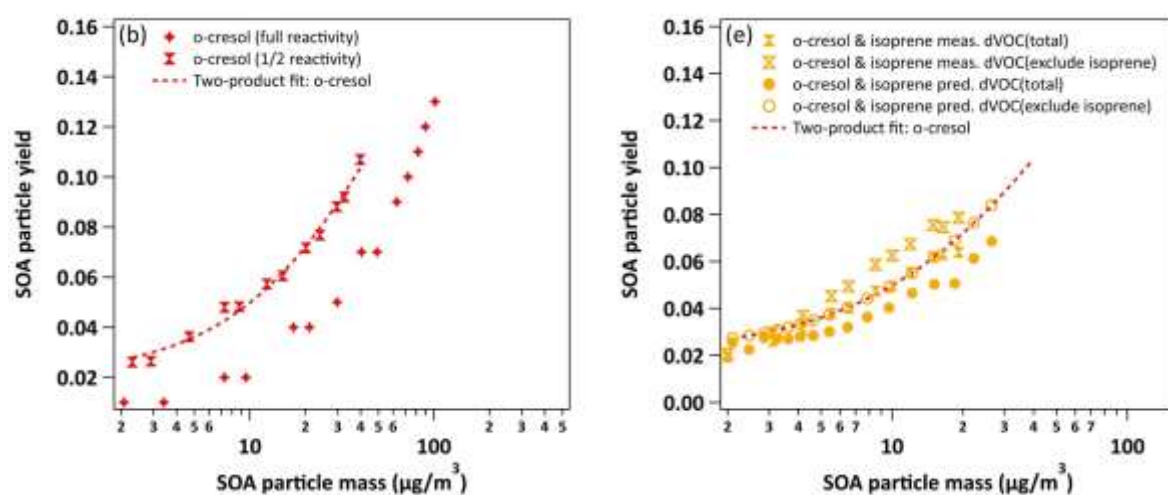 (b)
o-cresol (full reactivity)
o-cresol (1/2 reactivity)
Two-product fit: o-cresol
0.16
0.14
0.12
0.10
0.08
0.06
0.04
0.02
SOA particle yield
2 3 4 5 6 2 3 4 5 6 2 3 4 5
10 100
SOA particle mass (µg/m³)
(e)
o-cresol & isoprene meas. dVOC(total)
o-cresol & isoprene meas. dVOC(exclude isoprene)
o-cresol & isoprene pred. dVOC(total)
o-cresol & isoprene pred. dVOC(exclude isoprene)
Two-product fit: o-cresol
0.16
0.14
0.12
0.10
0.08
0.06
0.04
0.02
0.00
SOA particle yield
2 3 4 5 6 7 2 3 4 5 6 7
10 100
SOA particle mass (µg/m³)